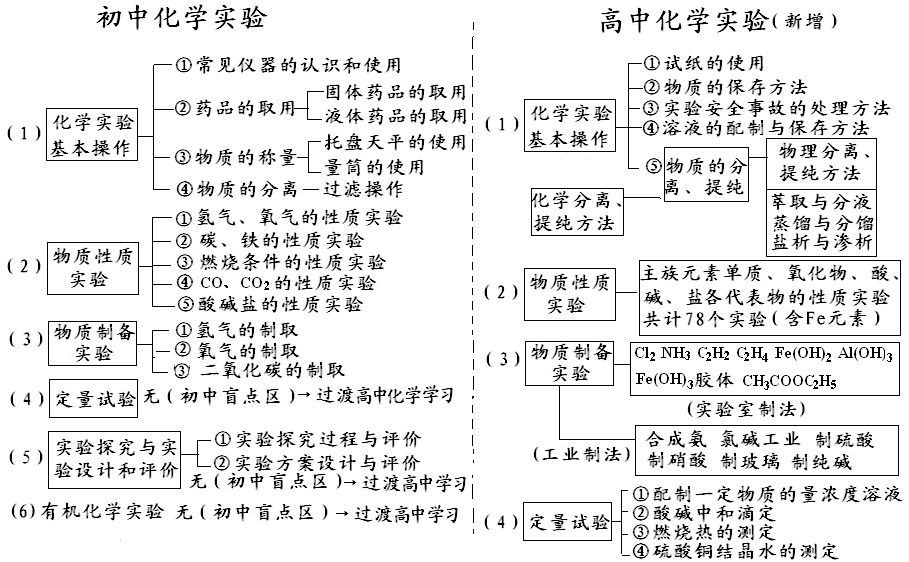 初中化学实验
(1) 化学实验
基本操作
①常见仪器的认识和使用
②药品的取用
固体药品的取用
液体药品的取用
③物质的称量
托盘天平的使用
量筒的使用
④物质的分离 — 过滤操作
(2) 物质性质
实验
①氢气、氧气的性质实验
②碳、铁的性质实验
③燃烧条件的性质实验
④CO、CO2的性质实验
⑤酸碱盐的性质实验
(3) 物质制备
实验
①氢气的制取
②氧气的制取
③ 二氧化碳的制取
(4) 定量试验 无(初中盲点区)→过渡高中化学学习
(5) 实验探究与实
验设计和评价
①实验探究过程与评价
②实验方案设计与评价
无(初中盲点区)→过渡高中学习
(6)有机化学实验 无(初中盲点区)→过渡高中学习
高中化学实验(新增)
(1) 化学实验
基本操作
①试纸的使用
②物质的保存方法
③实验安全事故的处理方法
④溶液的配制与保存方法
⑤物质的分
离、提纯
物理分离、
提纯方法
萃取与分液
蒸馏与分馏
盐析与渗析
化学分离、
提纯方法
(2) 物质性质
实验
主族元素单质、氧化物、酸、
碱、盐各代表物的性质实验
共计78个实验(含Fe元素)
(3) 物质制备
实验
Cl2 NH3 C2H2 C2H4 Fe(OH)2 Al(OH)3
Fe(OH)3胶体 CH3COOC2H5
(实验室制法)
(工业制法)
合成氨 氯碱工业 制硫酸
制硝酸 制玻璃 制纯碱
(4) 定量试验
①配制一定物质的量浓度溶液
②酸碱中和滴定
③燃烧热的测定
④硫酸铜结晶水的测定